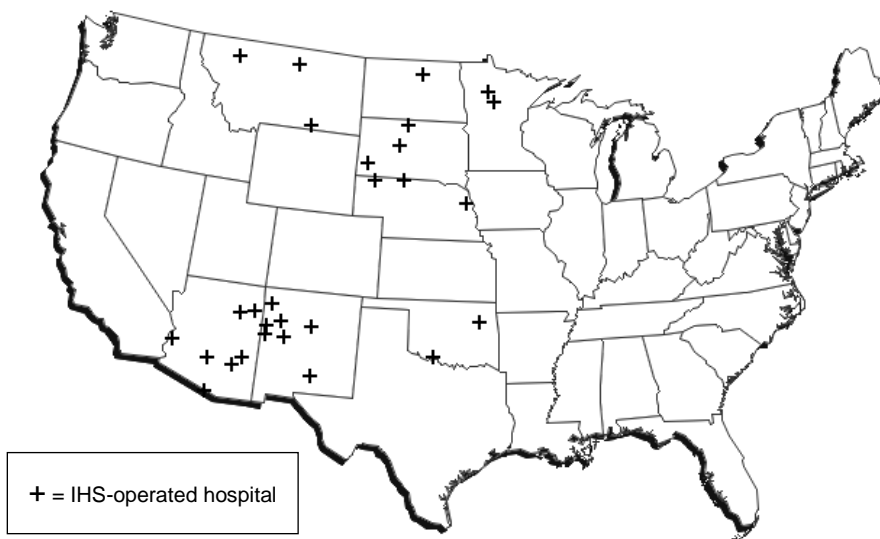 + = IHS-operated hospital